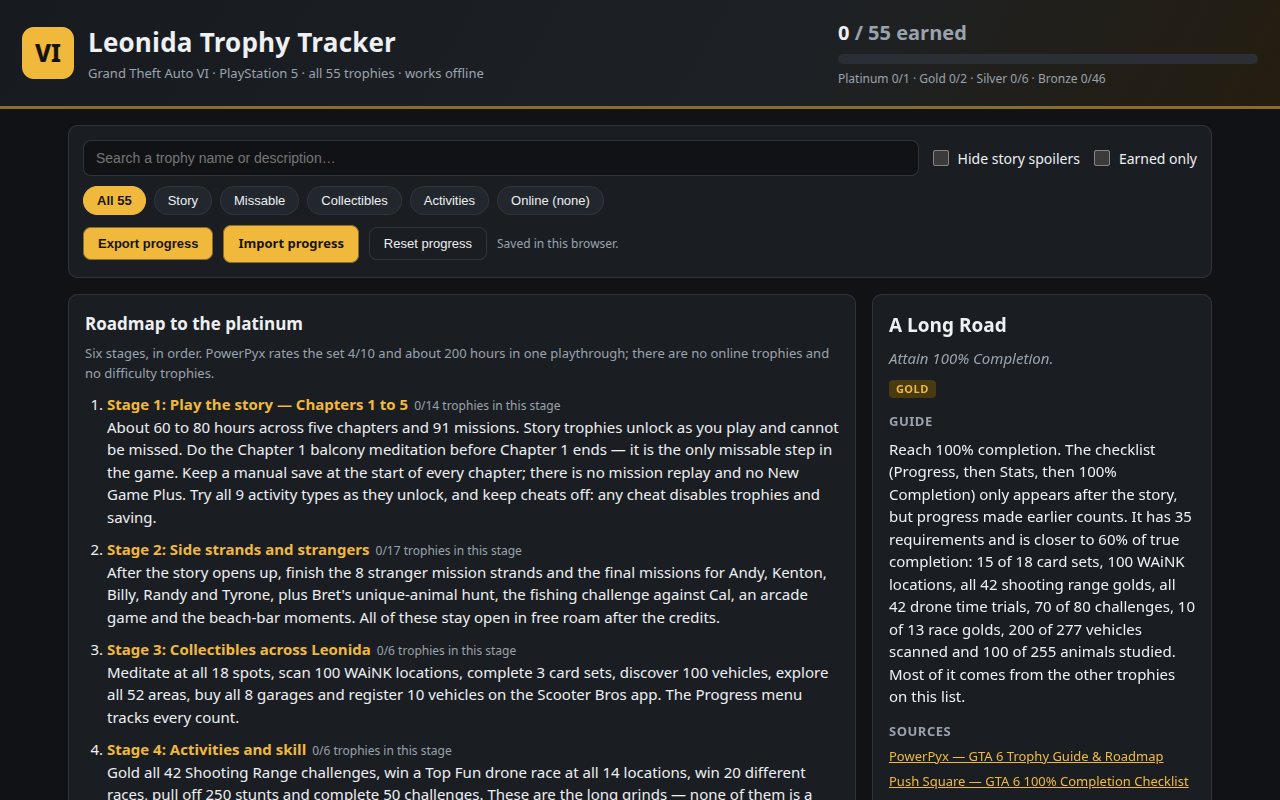 VI
Leonida Trophy Tracker
Grand Theft Auto VI · PlayStation 5 · all 55 trophies · works offline
0 / 55 earned
Platinum 0/1 · Gold 0/2 · Silver 0/6 · Bronze 0/46
Search a trophy name or description…
Hide story spoilers
Earned only
All 55
Story
Missable
Collectibles
Activities
Online (none)
Export progress
Import progress
Reset progress
Saved in this browser.
Roadmap to the platinum
Six stages, in order. PowerPyx rates the set 4/10 and about 200 hours in one playthrough; there are no online trophies and
no difficulty trophies.
1. Stage 1: Play the story — Chapters 1 to 5 0/14 trophies in this stage
About 60 to 80 hours across five chapters and 91 missions. Story trophies unlock as you play and cannot
be missed. Do the Chapter 1 balcony meditation before Chapter 1 ends — it is the only missable step in
the game. Keep a manual save at the start of every chapter; there is no mission replay and no New
Game Plus. Try all 9 activity types as they unlock, and keep cheats off: any cheat disables trophies and
saving.
2. Stage 2: Side strands and strangers 0/17 trophies in this stage
After the story opens up, finish the 8 stranger mission strands and the final missions for Andy, Kenton,
Billy, Randy and Tyrone, plus Bret's unique-animal hunt, the fishing challenge against Cal, an arcade
game and the beach-bar moments. All of these stay open in free roam after the credits.
3. Stage 3: Collectibles across Leonida 0/6 trophies in this stage
Meditate at all 18 spots, scan 100 WAiNK locations, complete 3 card sets, discover 100 vehicles, explore
all 52 areas, buy all 8 garages and register 10 vehicles on the Scooter Bros app. The Progress menu
tracks every count.
4. Stage 4: Activities and skill 0/6 trophies in this stage
Gold all 42 Shooting Range challenges, win a Top Fun drone race at all 14 locations, win 20 different
races, pull off 250 stunts and complete 50 challenges. These are the long grinds — none of them is a
A Long Road
Attain 100% Completion.
GOLD
GUIDE
Reach 100% completion. The checklist
(Progress, then Stats, then 100%
Completion) only appears after the story,
but progress made earlier counts. It has 35
requirements and is closer to 60% of true
completion: 15 of 18 card sets, 100 WAiNK
locations, all 42 shooting range golds, all
42 drone time trials, 70 of 80 challenges, 10
of 13 race golds, 200 of 277 vehicles
scanned and 100 of 255 animals studied.
Most of it comes from the other trophies
on this list.
SOURCES
PowerPyx — GTA 6 Trophy Guide & Roadmap
Push Square — GTA 6 100% Completion Checklist